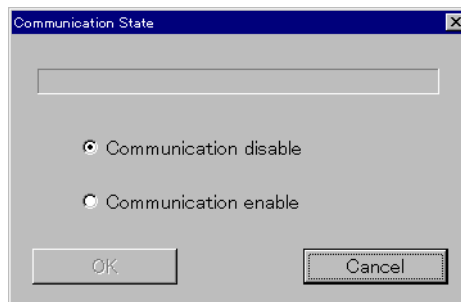 Communication State
Communication disable
Communication enable
OK
Cancel